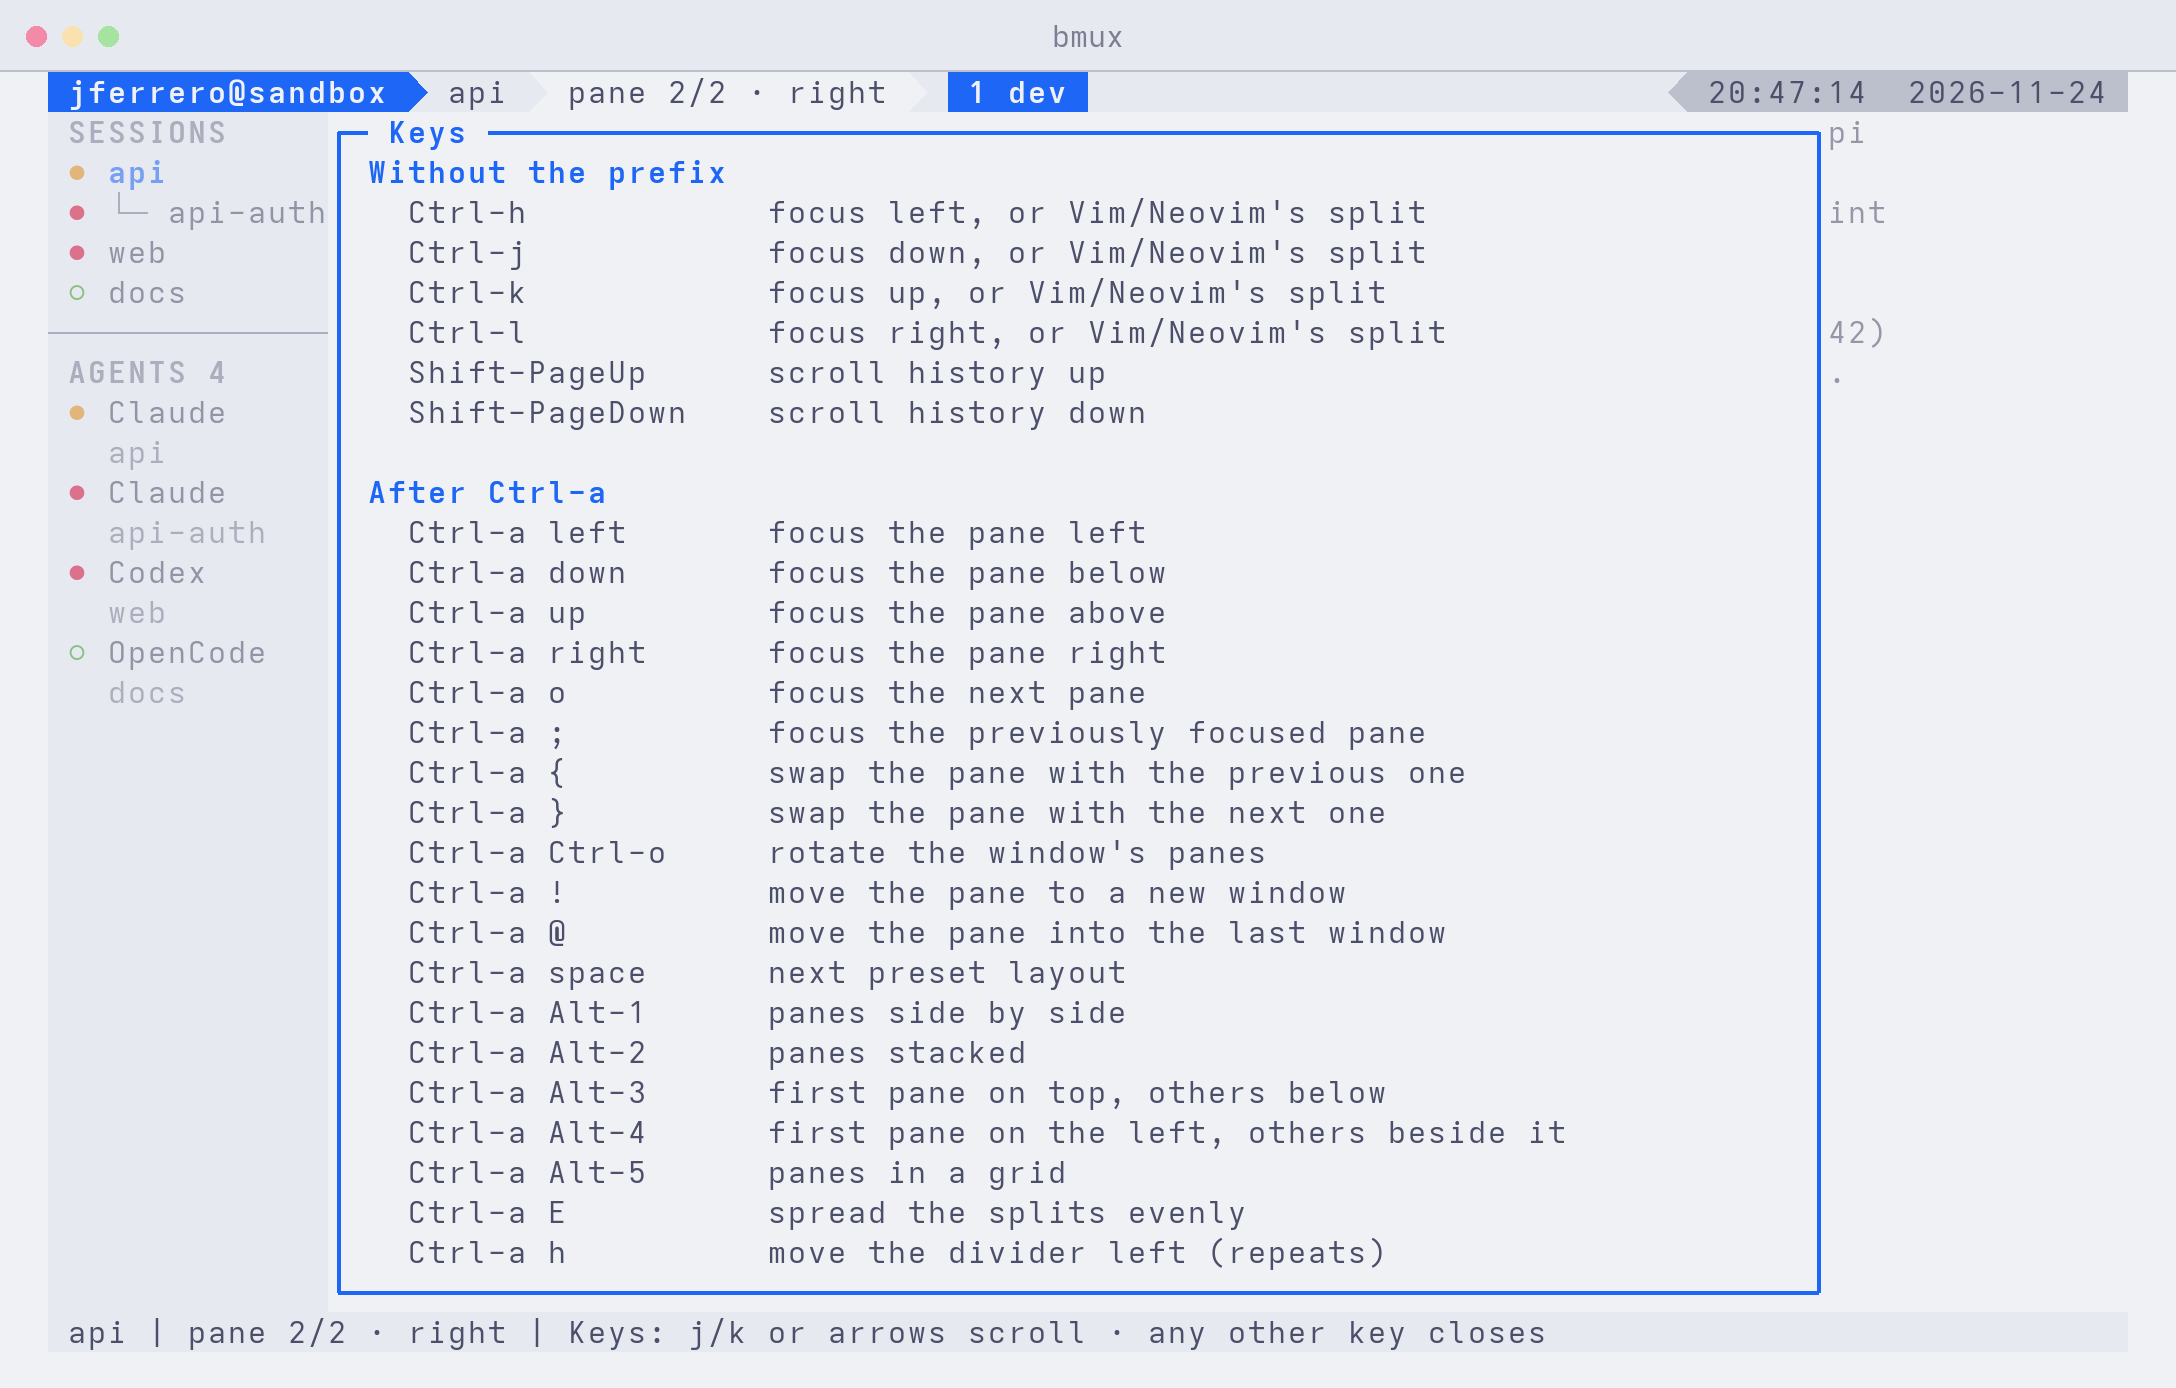 bmux
jferrero@sandbox api pane 2/2 · right 1 dev 20:47:14 2026-11-24
SESSIONS
● api
● └─ api-auth
● web
○ docs
AGENTS 4
● Claude
api
● Claude
api-auth
● Codex
web
○ OpenCode
docs
Keys
Without the prefix
Ctrl-h focus left, or Vim/Neovim's split
Ctrl-j focus down, or Vim/Neovim's split
Ctrl-k focus up, or Vim/Neovim's split
Ctrl-l focus right, or Vim/Neovim's split
Shift-PageUp scroll history up
Shift-PageDown scroll history down
After Ctrl-a
Ctrl-a left focus the pane left
Ctrl-a down focus the pane below
Ctrl-a up focus the pane above
Ctrl-a right focus the pane right
Ctrl-a o focus the next pane
Ctrl-a ; focus the previously focused pane
Ctrl-a { swap the pane with the previous one
Ctrl-a } swap the pane with the next one
Ctrl-a Ctrl-o rotate the window's panes
Ctrl-a ! move the pane to a new window
Ctrl-a @ move the pane into the last window
Ctrl-a space next preset layout
Ctrl-a Alt-1 panes side by side
Ctrl-a Alt-2 panes stacked
Ctrl-a Alt-3 first pane on top, others below
Ctrl-a Alt-4 first pane on the left, others beside it
Ctrl-a Alt-5 panes in a grid
Ctrl-a E spread the splits evenly
Ctrl-a h move the divider left (repeats)
pi
int
42)
.
api | pane 2/2 · right | Keys: j/k or arrows scroll · any other key closes